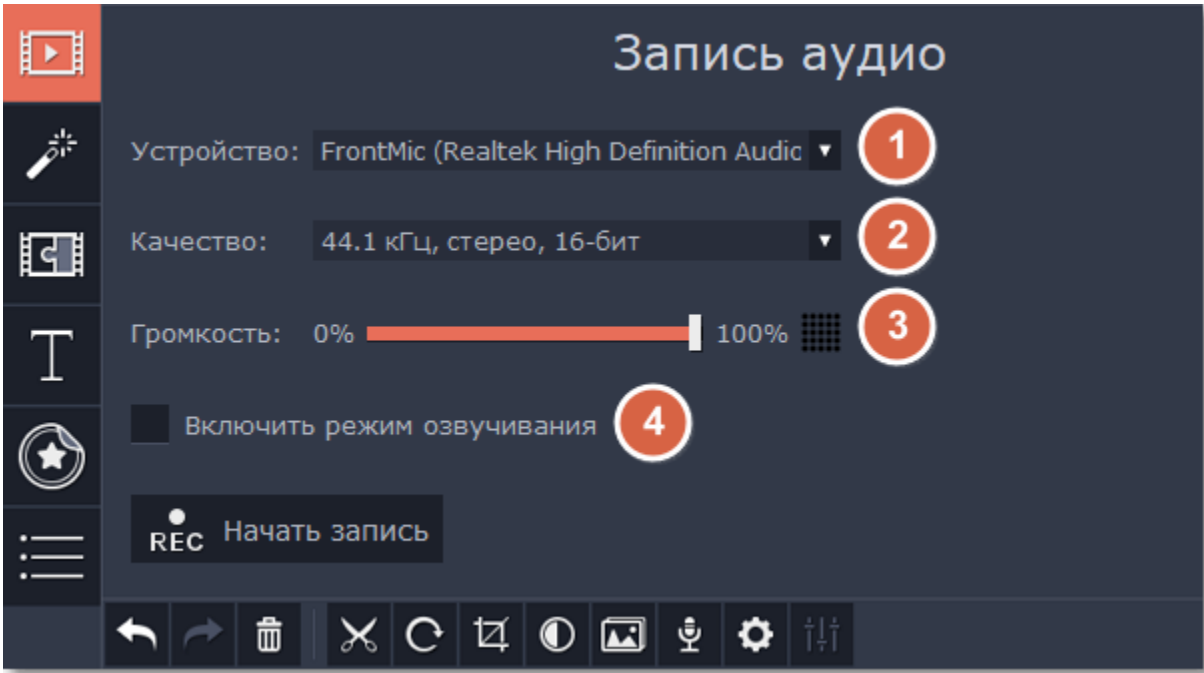 Запись аудио
Устройство: FrontMic (Realtek High Definition Audio 1
Качество: 44.1 кГц, стерео, 16-бит 2
Громкость: 0% 100% 3
Включить режим озвучивания 4
REC Начать запись